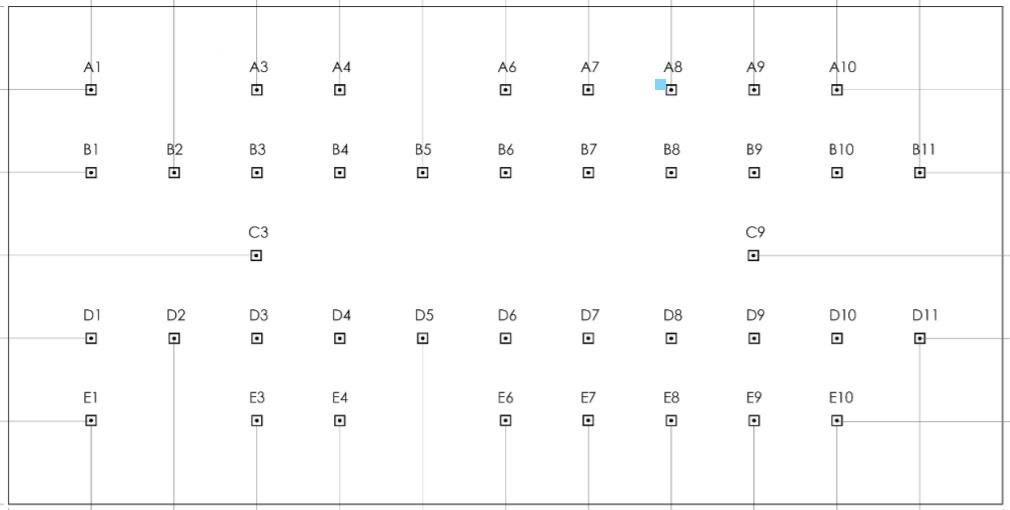 A1 A3 A4 A6 A7 A8 A9 A10
B1 B2 B3 B4 B5 B6 B7 B8 B9 B10 B11
C3 C9
D1 D2 D3 D4 D5 D6 D7 D8 D9 D10 D11
E1 E3 E4 E6 E7 E8 E9 E10